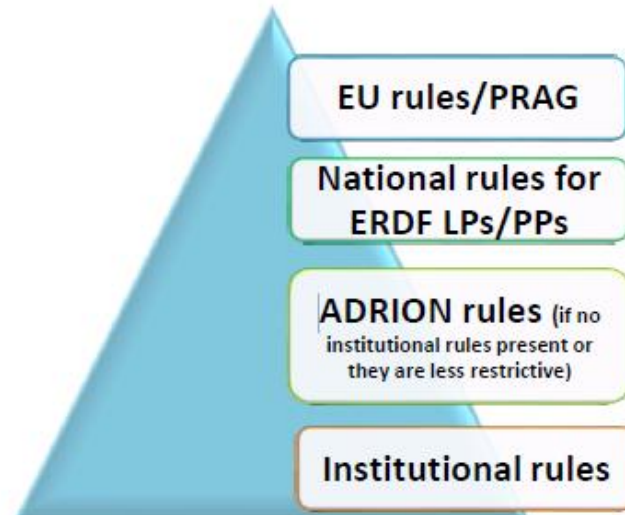 EU rules/PRAG
National rules for
ERDF LPs/PPs
ADRION rules (if no
institutional rules present or
they are less restrictive)
Institutional rules